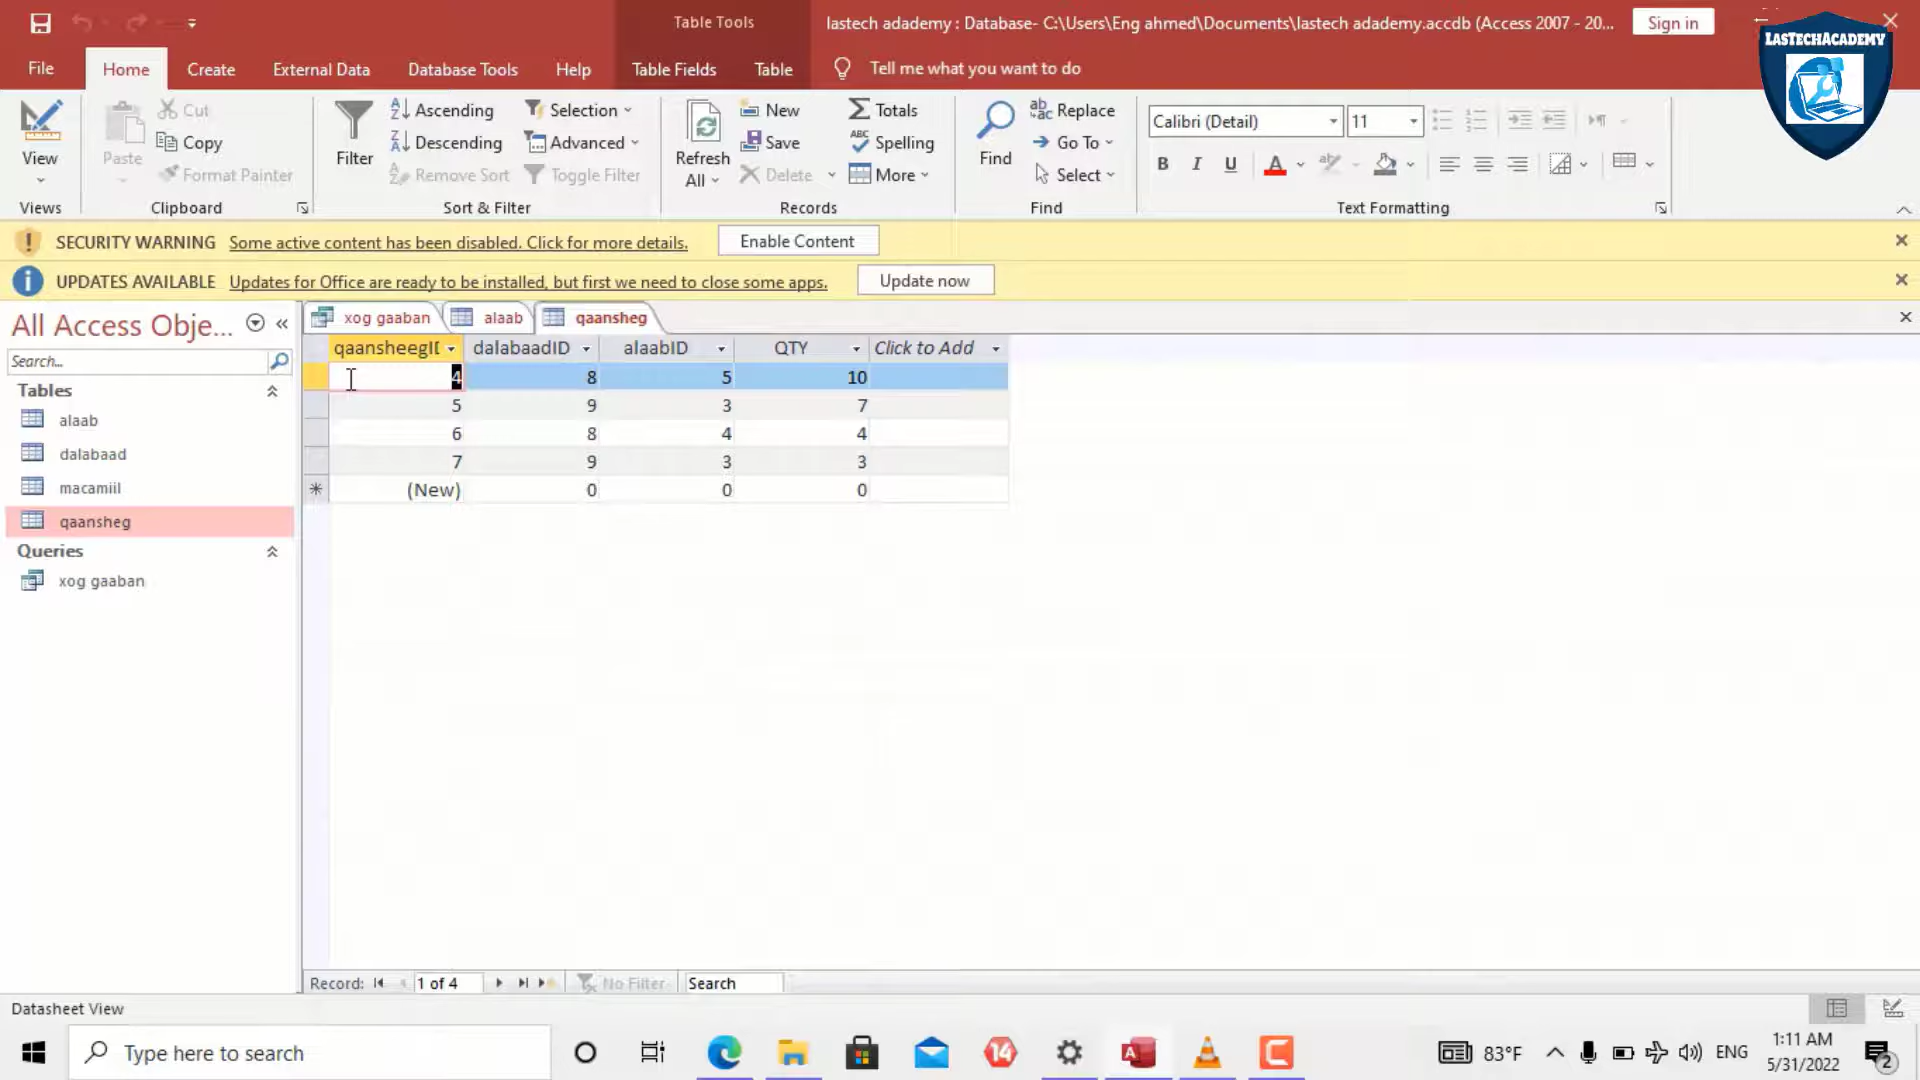 Table Tools
lastech adademy : Database- C:\Users\Eng ahmed\Documents\lastech adademy.accdb (Access 2007 - 20...
Sign in
LasTechAcademy
File Home Create External Data Database Tools Help Table Fields Table Tell me what you want to do
View
Views
Paste
Cut
Copy
Format Painter
Clipboard
Filter
Ascending
Descending
Remove Sort
Selection
Advanced
Toggle Filter
Sort & Filter
Refresh
All
New
Save
Delete
Totals
Spelling
More
Records
Find
Replace
Go To
Select
Find
Calibri (Detail) 11
B I U A
Text Formatting
SECURITY WARNING Some active content has been disabled. Click for more details. Enable Content
UPDATES AVAILABLE Updates for Office are ready to be installed, but first we need to close some apps. Update now
All Access Obje...
Search...
Tables
alaab
dalabaad
macamiil
qaansheg
Queries
xog gaaban
xog gaaban alaab qaansheg
qaansheegID dalabaadID alaabID QTY Click to Add
4 8 5 10
5 9 3 7
6 8 4 4
7 9 3 3
(New) 0 0 0
Record: 1 of 4 No Filter Search
Datasheet View
Type here to search
14
83°F
ENG
1:11 AM
5/31/2022
2